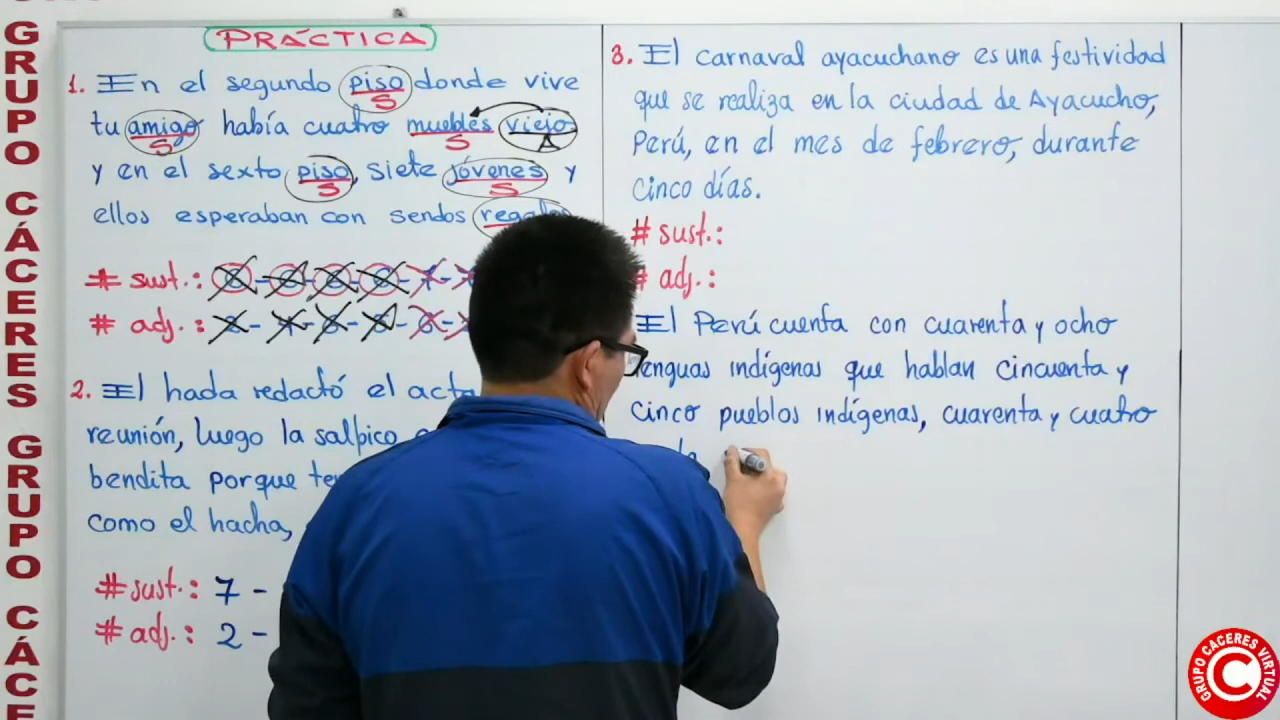 GRUPO CÁCERES GRUPO CÁCE
PRÁCTICA
1. En el segundo piso donde vive
S
tu amigo había cuatro muebles viejo
S S A
y en el sexto piso, siete jóvenes y
S S
ellos esperaban con sendos
# sust.:
# adj.:
2. El hada redactó el acta
reunión, luego la salpico
bendita porque
como el hacha,
# sust.: 7 -
# adj.: 2 -
3. El carnaval ayacuchano es una festividad
que se realiza en la ciudad de Ayacucho,
Perú, en el mes de febrero, durante
cinco días.
# sust.:
# adj.:
El Perú cuenta con cuarenta y ocho
lenguas indígenas que hablan cincuenta y
cinco pueblos indígenas, cuarenta y cuatro
GRUPO CACERES VIRTUAL
C